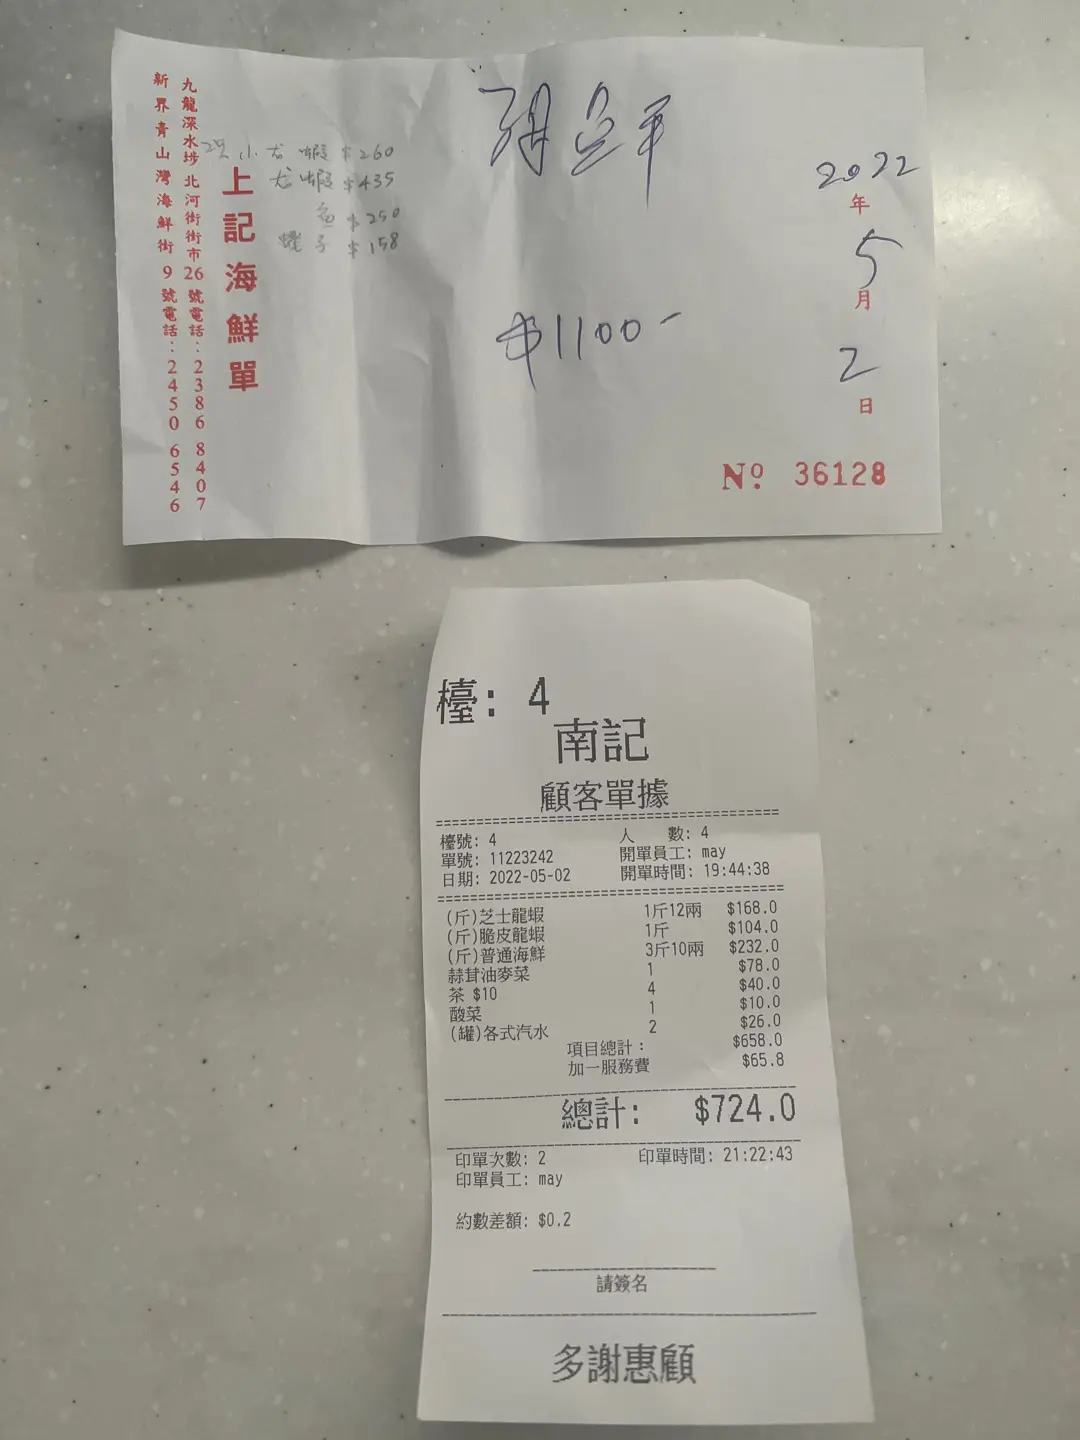 九龍深水埗北河街街市26號電話：2386 8407
新界青山灣海鮮街9號電話：2450 6546
上記海鮮單
2只小龙蝦 $260
龙蝦 $435
鱼 $250
蟶子 $158
$1100-
2022年
5月
2日
Nº 36128
檯: 4
南記
顧客單據
檯號: 4 人 數: 4
單號: 11223242 開單員工: may
日期: 2022-05-02 開單時間: 19:44:38
(斤)芝士龍蝦 1斤12兩 $168.0
(斤)脆皮龍蝦 1斤 $104.0
(斤)普通海鮮 3斤10兩 $232.0
蒜茸油麥菜 1 $78.0
茶 $10 4 $40.0
酸菜 1 $10.0
(罐)各式汽水 2 $26.0
項目總計: $658.0
加一服務費 $65.8
總計: $724.0
印單次數: 2 印單時間: 21:22:43
印單員工: may
約數差額: $0.2
請簽名
多謝惠顧